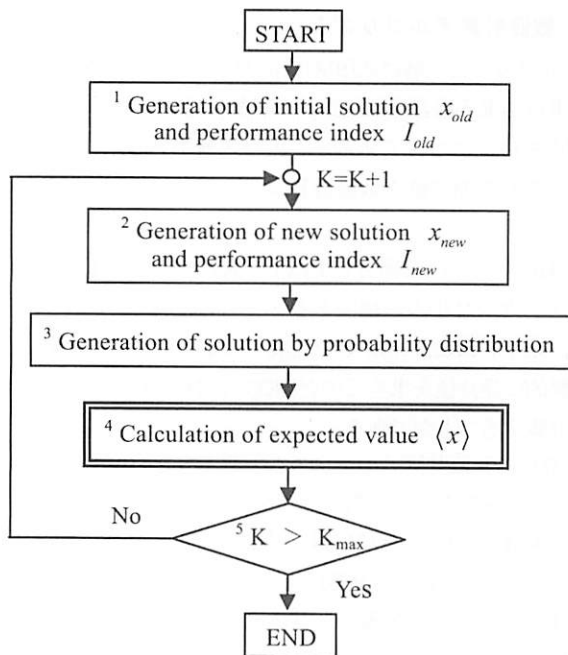 START
1 Generation of initial solution x_old
and performance index I_old
K=K+1
2 Generation of new solution x_new
and performance index I_new
3 Generation of solution by probability distribution
4 Calculation of expected value ⟨x⟩
No
5 K > K_max
Yes
END